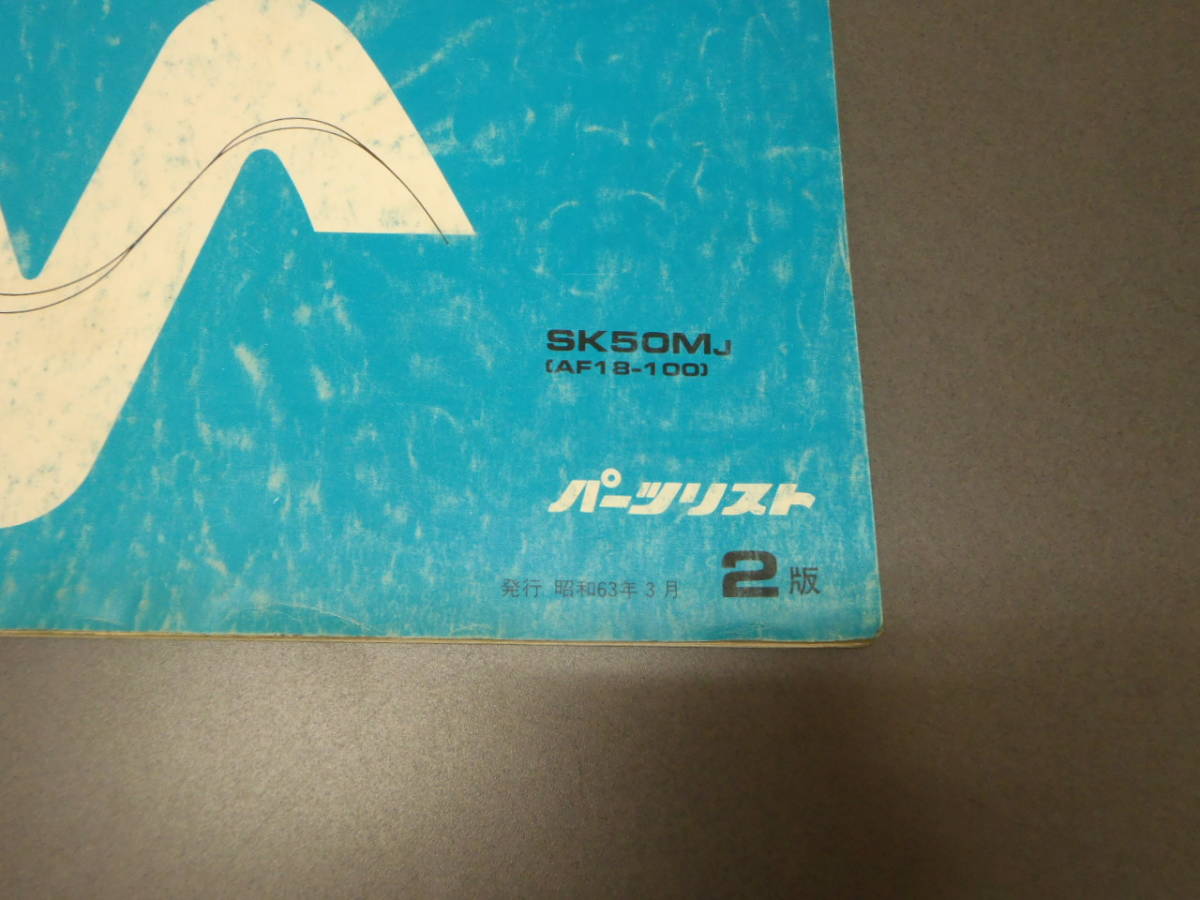 SK50MJ
(AF18-100)
パーツリスト
発行 昭和63年3月 2版